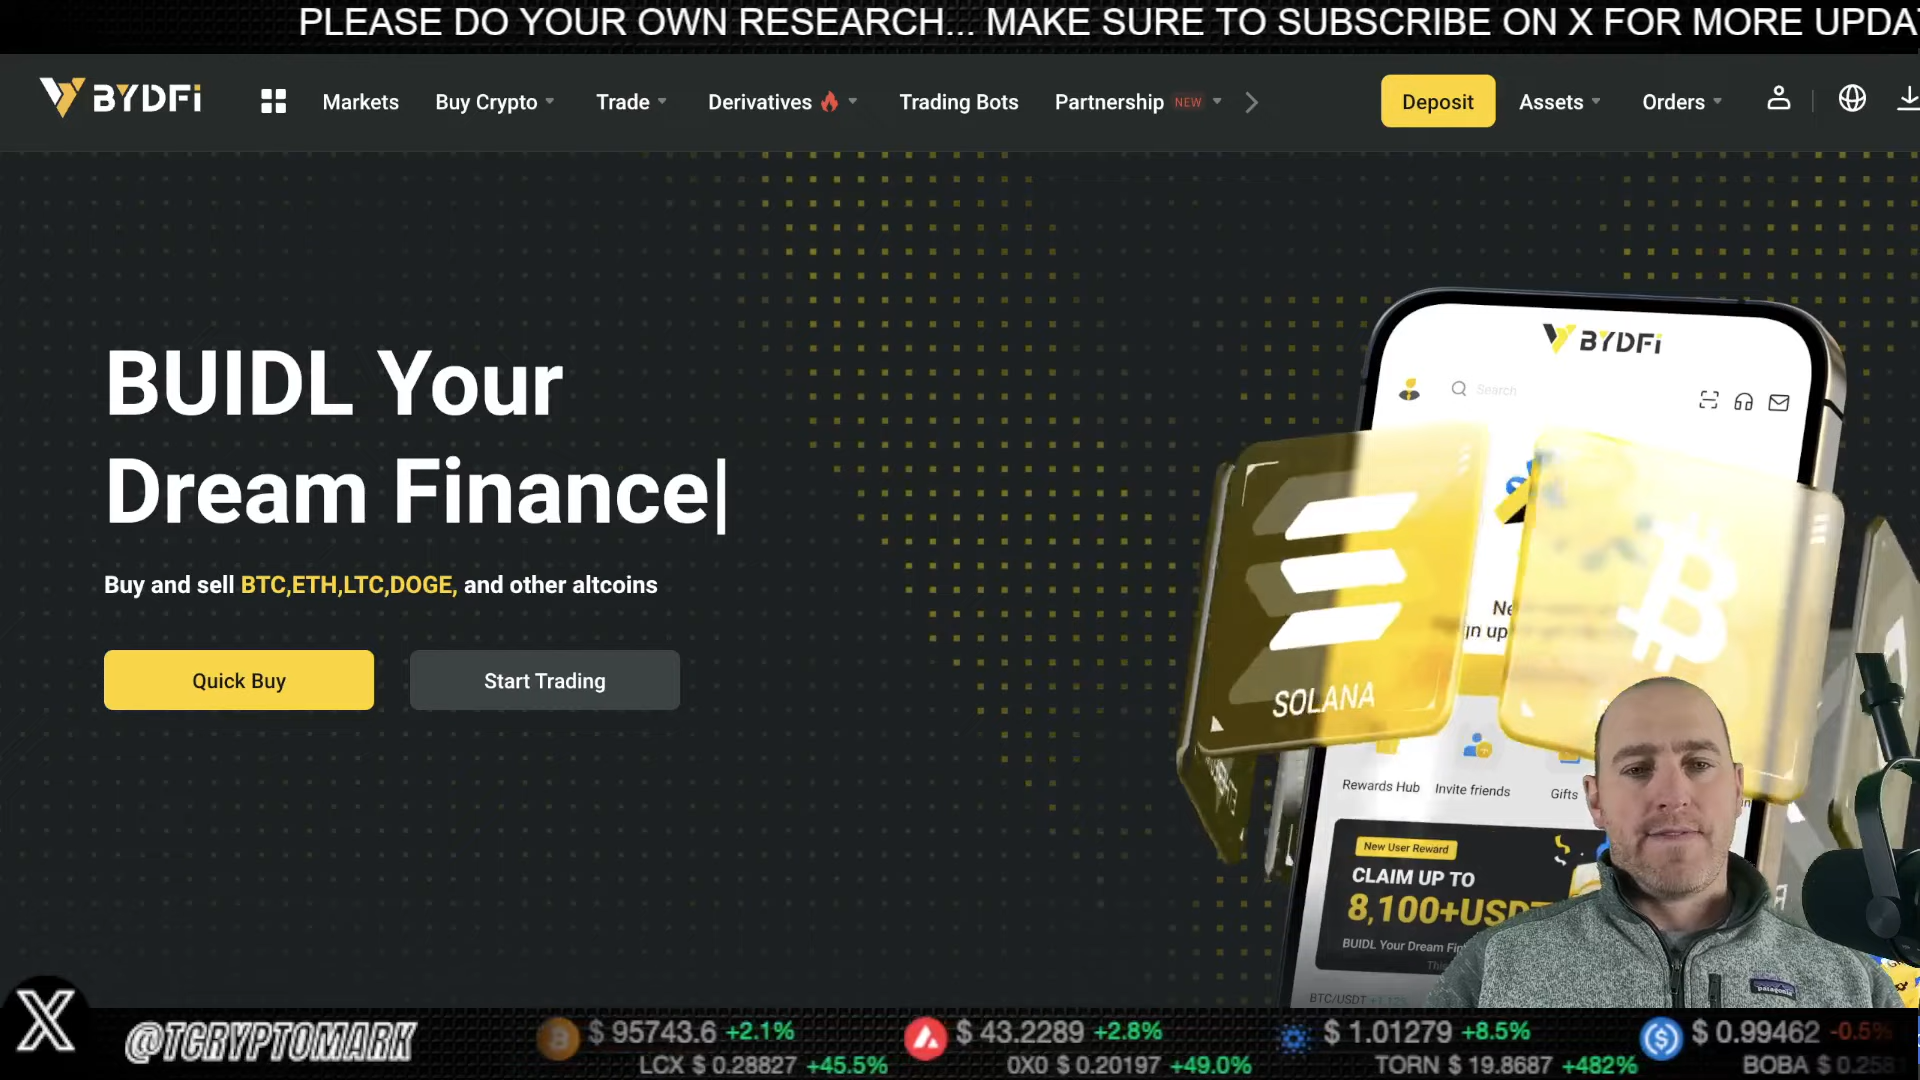 PLEASE DO YOUR OWN RESEARCH... MAKE SURE TO SUBSCRIBE ON X FOR MORE
BYDFi
Markets
Buy Crypto
Trade
Derivatives
Trading Bots
Partnership NEW
Deposit
Assets
Orders
BUIDL Your
Dream Finance
Buy and sell BTC,ETH,LTC,DOGE, and other altcoins
Quick Buy
Start Trading
BYDFi
Search
SOLANA
Rewards Hub
Invite friends
Gifts
New User Reward
CLAIM UP TO
8,100+USDT
BUIDL Your Dream
BTC/USDT
patagonia
X
@TCRYPTOMARK
$ 95743.6 +2.1%
$ 43.2289 +2.8%
$ 1.01279 +8.5%
$ 0.99462 -0.5%
LCX $ 0.28827 +45.5%
0X0 $ 0.20197 +49.0%
TORN $ 19.8687 +482%
BOBA